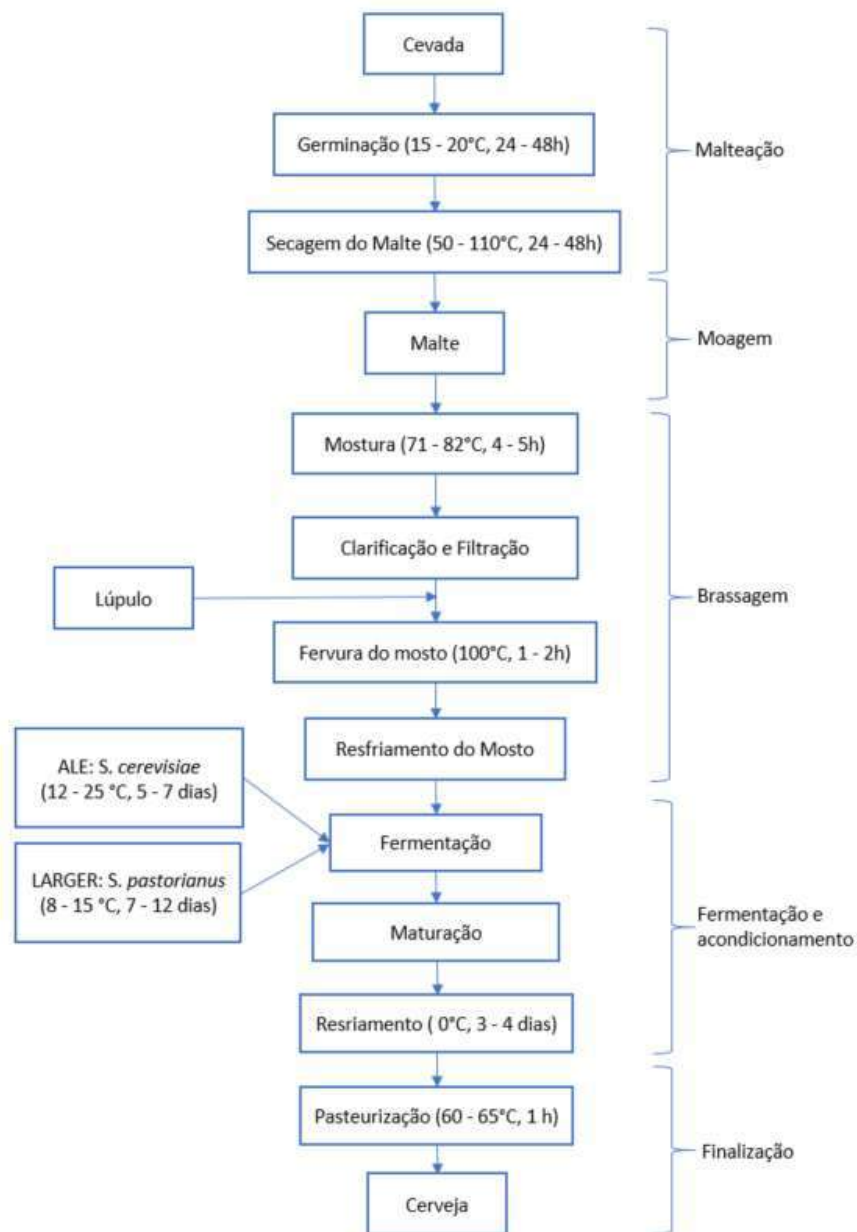 Cevada
Germinação (15 - 20°C, 24 - 48h)
Malteação
Secagem do Malte (50 - 110°C, 24 - 48h)
Malte
Moagem
Mostura (71 - 82°C, 4 - 5h)
Clarificação e Filtração
Lúpulo
Brassagem
Fervura do mosto (100°C, 1 - 2h)
Resfriamento do Mosto
ALE: S. cerevisiae
(12 - 25 °C, 5 - 7 dias)
Fermentação
LARGER: S. pastorianus
(8 - 15 °C, 7 - 12 dias)
Maturação
Fermentação e
acondicionamento
Resriamento ( 0°C, 3 - 4 dias)
Pasteurização (60 - 65°C, 1 h)
Finalização
Cerveja